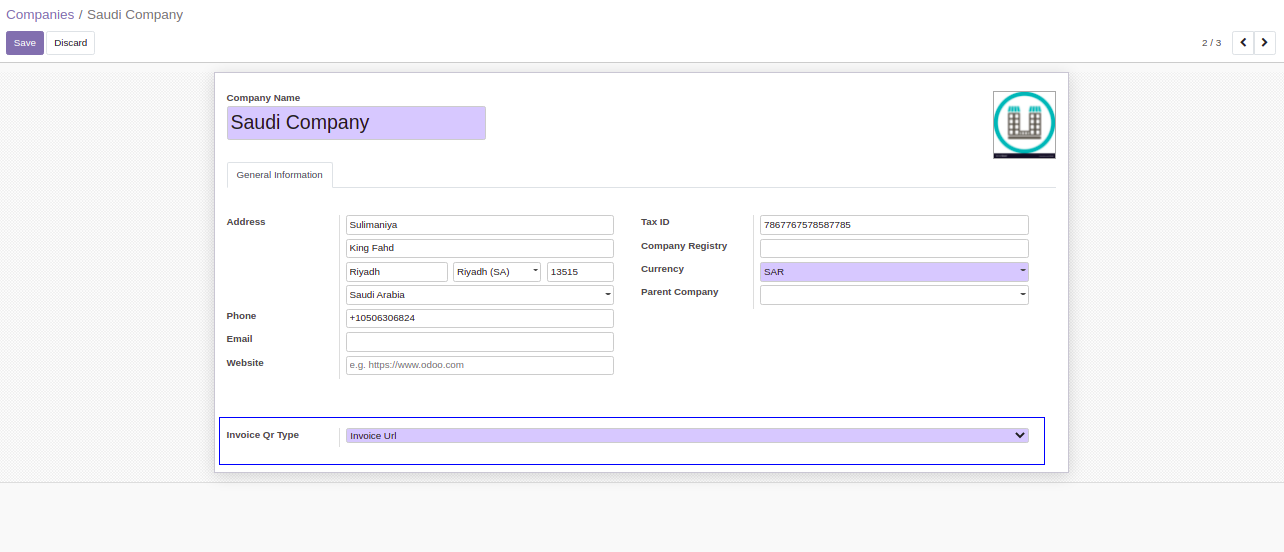 Companies / Saudi Company
Save Discard 2 / 3
Company Name
Saudi Company
General Information
Address Sulimaniya
King Fahd
Riyadh Riyadh (SA) 13515
Saudi Arabia
Phone +10506306824
Email
Website e.g. https://www.odoo.com
Tax ID 7867767578587785
Company Registry
Currency SAR
Parent Company
Invoice Qr Type Invoice Url